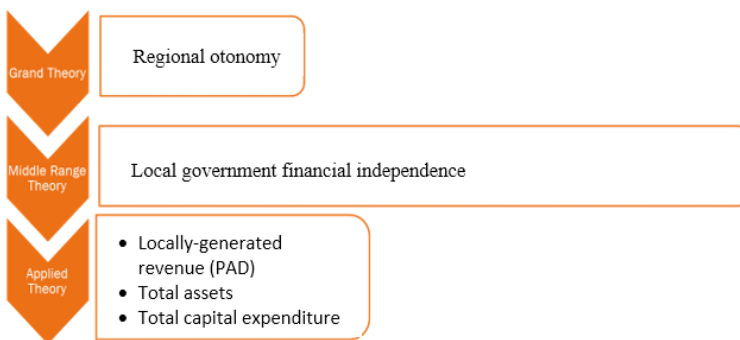 Grand Theory
Regional otonomy
Middle Range
Theory
Local government financial independence
Applied
Theory
• Locally-generated
revenue (PAD)
• Total assets
• Total capital expenditure